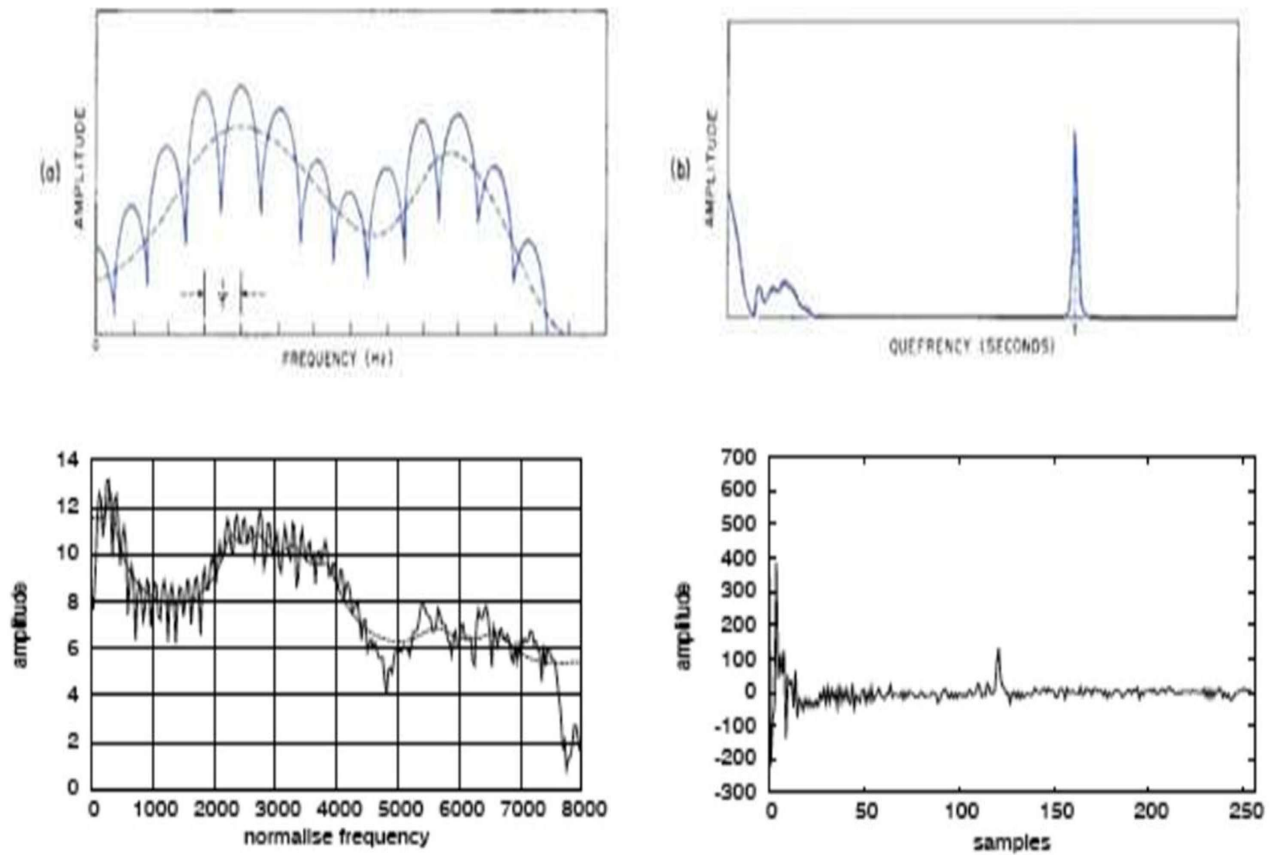 (a)
AMPLITUDE
0
FREQUENCY (Hz)
(b)
AMPLITUDE
QUEFRENCY (SECONDS)
14
12
10
8
6
4
2
0
amplitude
0 1000 2000 3000 4000 5000 6000 7000 8000
normalise frequency
700
600
500
400
300
200
100
0
-100
-200
-300
amplitude
0 50 100 150 200 250
samples